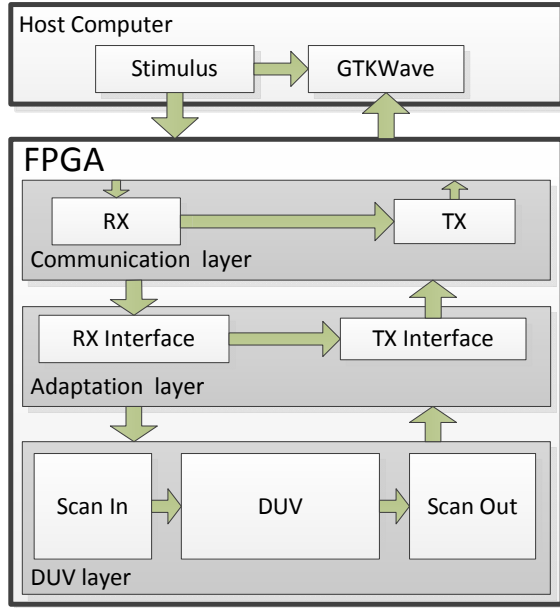 Host Computer
Stimulus
GTKWave
FPGA
RX
TX
Communication layer
RX Interface
TX Interface
Adaptation layer
Scan In
DUV
Scan Out
DUV layer